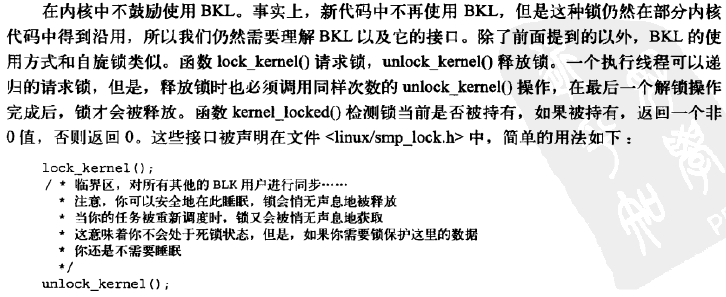 在内核中不鼓励使用 BKL。事实上，新代码中不再使用 BKL，但是这种锁仍然在部分内核
代码中得到沿用，所以我们仍然需要理解 BKL 以及它的接口。除了前面提到的以外，BKL 的使
用方式和自旋锁类似。函数 lock_kernel() 请求锁，unlock_kernel() 释放锁。一个执行线程可以递
归的请求锁，但是，释放锁时也必须调用同样次数的 unlock_kernel() 操作，在最后一个解锁操作
完成后，锁才会被释放。函数 kernel_locked() 检测锁当前是否被持有，如果被持有，返回一个非
0 值，否则返回 0。这些接口被声明在文件 <linux/smp_lock.h> 中，简单的用法如下：
lock_kernel();
/ * 临界区，对所有其他的 BLK 用户进行同步……
* 注意，你可以安全地在此睡眠，锁会悄无声息地被释放
* 当你的任务被重新调度时，锁又会被悄无声息地获取
* 这意味着你不会处于死锁状态，但是，如果你需要锁保护这里的数据
* 你还是不需要睡眠
*/
unlock_kernel();